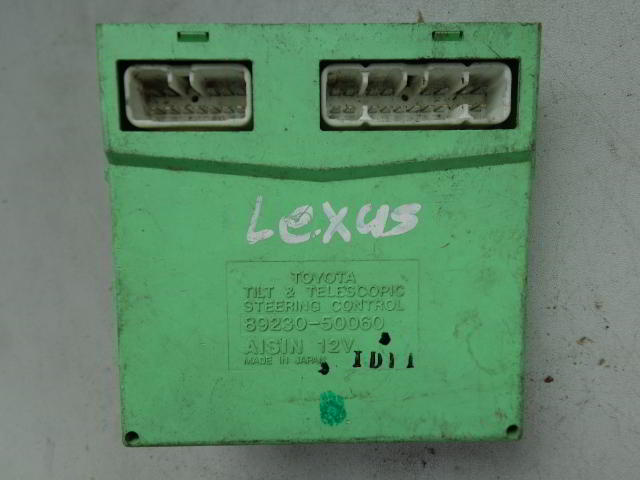 Lexus
TOYOTA
TILT & TELESCOPIC
STEERING CONTROL
89230-50060
AISIN 12V
MADE IN JAPAN
ID11